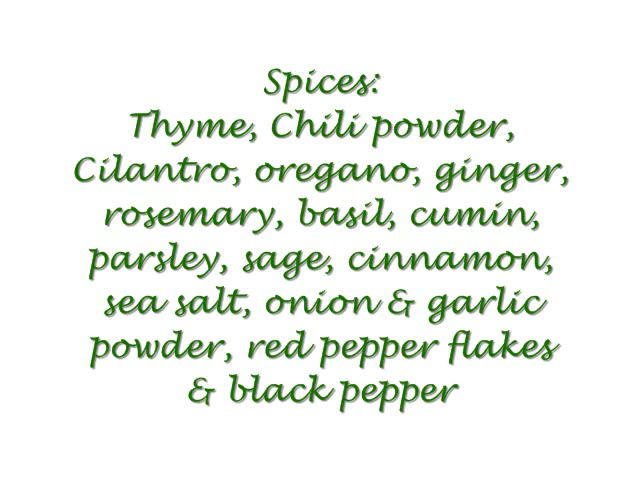 Spices:
Thyme, Chili powder,
Cilantro, oregano, ginger,
rosemary, basil, cumin,
parsley, sage, cinnamon,
sea salt, onion & garlic
powder, red pepper flakes
& black pepper